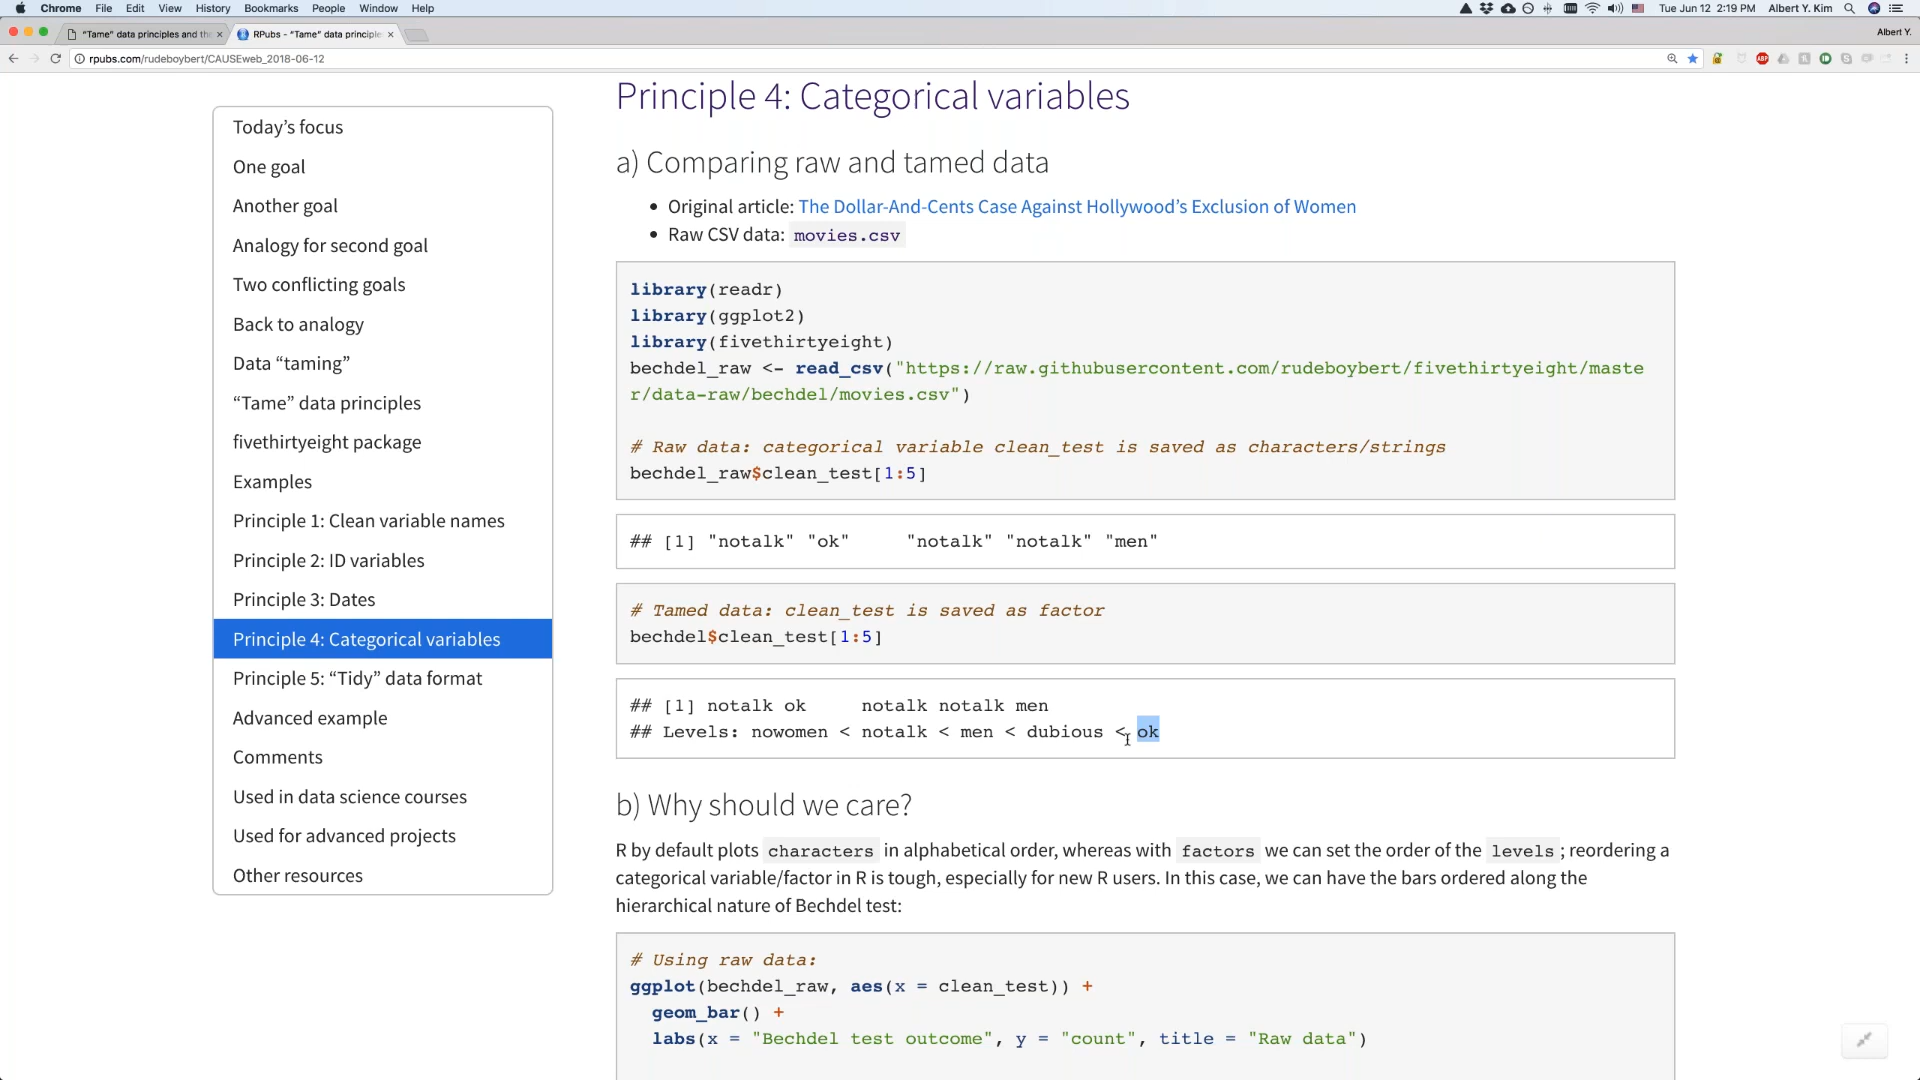 Chrome File Edit View History Bookmarks People Window Help
Tue Jun 12 2:19 PM Albert Y. Kim
"Tame" data principles and th
RPubs - "Tame" data principle
Albert Y.
rpubs.com/rudeboybert/CAUSEweb_2018-06-12
Today's focus
One goal
Another goal
Analogy for second goal
Two conflicting goals
Back to analogy
Data “taming”
“Tame” data principles
fivethirtyeight package
Examples
Principle 1: Clean variable names
Principle 2: ID variables
Principle 3: Dates
Principle 4: Categorical variables
Principle 5: “Tidy” data format
Advanced example
Comments
Used in data science courses
Used for advanced projects
Other resources
Principle 4: Categorical variables
a) Comparing raw and tamed data
• Original article: The Dollar-And-Cents Case Against Hollywood's Exclusion of Women
• Raw CSV data: movies.csv
library(readr)
library(ggplot2)
library(fivethirtyeight)
bechdel_raw <- read_csv("https://raw.githubusercontent.com/rudeboybert/fivethirtyeight/maste
r/data-raw/bechdel/movies.csv")
# Raw data: categorical variable clean_test is saved as characters/strings
bechdel_raw$clean_test[1:5]
## [1] "notalk" "ok"     "notalk" "notalk" "men"
# Tamed data: clean_test is saved as factor
bechdel$clean_test[1:5]
## [1] notalk ok     notalk notalk men
## Levels: nowomen < notalk < men < dubious < ok
b) Why should we care?
R by default plots characters in alphabetical order, whereas with factors we can set the order of the levels; reordering a
categorical variable/factor in R is tough, especially for new R users. In this case, we can have the bars ordered along the
hierarchical nature of Bechdel test:
# Using raw data:
ggplot(bechdel_raw, aes(x = clean_test)) +
geom_bar() +
labs(x = "Bechdel test outcome", y = "count", title = "Raw data")